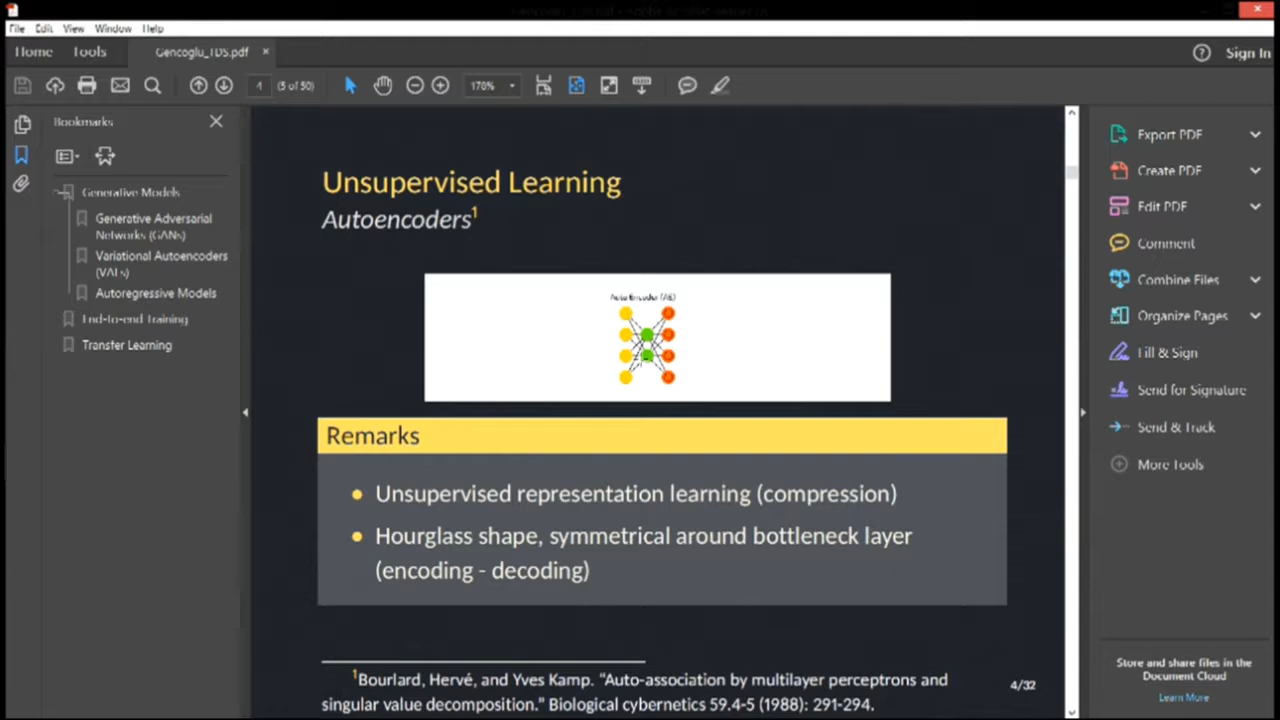 File Edit View Window Help
Home Tools Gencoglu_TDS.pdf
Sign In
4 (5 of 50) 170%
Bookmarks
Generative Models
Generative Adversarial
Networks (GANs)
Variational Autoencoders
(VAEs)
Autoregressive Models
End-to-end Training
Transfer Learning
Unsupervised Learning
Autoencoders1
Auto Encoder (AE)
Remarks
Unsupervised representation learning (compression)
Hourglass shape, symmetrical around bottleneck layer
(encoding - decoding)
1Bourlard, Hervé, and Yves Kamp. “Auto-association by multilayer perceptrons and
singular value decomposition.” Biological cybernetics 59.4-5 (1988): 291-294.
4/32
Export PDF
Create PDF
Edit PDF
Comment
Combine Files
Organize Pages
Fill & Sign
Send for Signature
Send & Track
More Tools
Store and share files in the
Document Cloud
Learn More